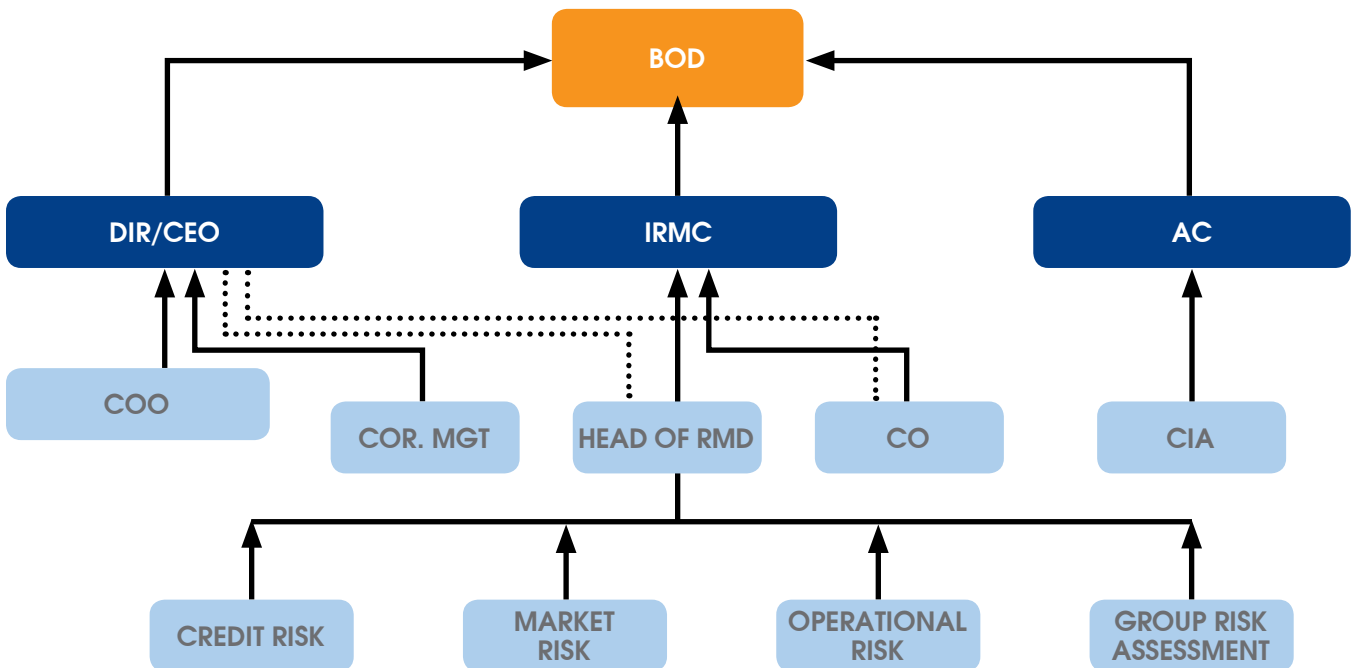 BOD
DIR/CEO
IRMC
AC
COO
COR. MGT
HEAD OF RMD
CO
CIA
CREDIT RISK
MARKET
RISK
OPERATIONAL
RISK
GROUP RISK
ASSESSMENT